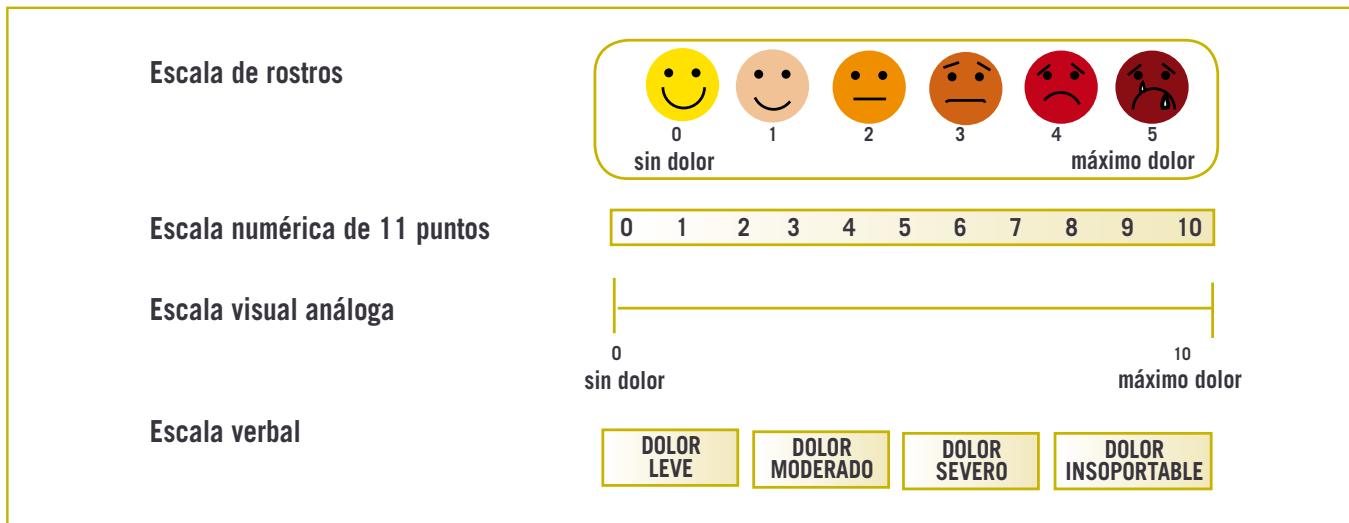 Escala de rostros
0 1 2 3 4 5
sin dolor máximo dolor
Escala numérica de 11 puntos
0 1 2 3 4 5 6 7 8 9 10
Escala visual análoga
0 10
sin dolor máximo dolor
Escala verbal
DOLOR LEVE
DOLOR MODERADO
DOLOR SEVERO
DOLOR INSOPORTABLE